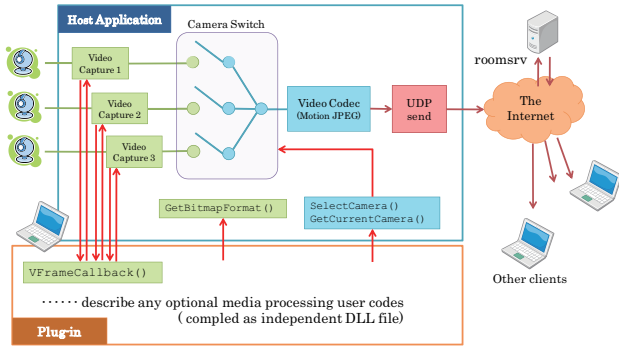 Host Application
Camera Switch
Video
Capture 1
Video
Capture 2
Video
Capture 3
Video Codec
(Motion JPEG)
UDP
send
roomsrv
The
Internet
GetBitmapFormat()
SelectCamera()
GetCurrentCamera()
VFrameCallback()
Other clients
······ describe any optional media processing user codes
( compled as independent DLL file)
Plug-in